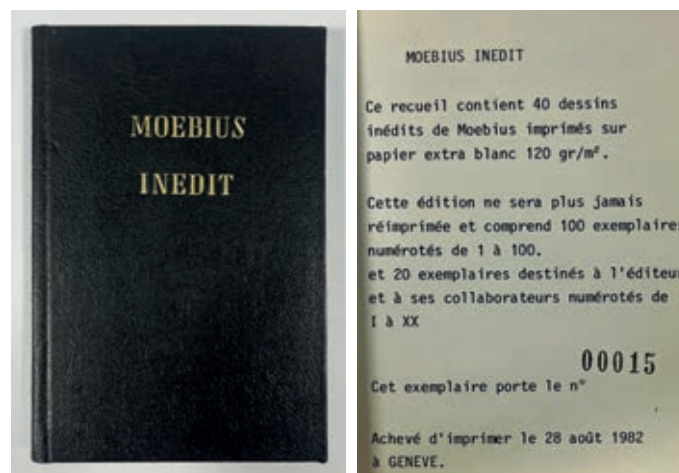 MOEBIUS
INEDIT
MOEBIUS INEDIT
Ce recueil contient 40 dessins
inédits de Moebius imprimés sur
papier extra blanc 120 gr/m².
Cette édition ne sera plus jamais
réimprimée et comprend 100 exemplaires
numérotés de 1 à 100.
et 20 exemplaires destinés à l'éditeur
et à ses collaborateurs numérotés de
I à XX
00015
Cet exemplaire porte le n°
Achevé d'imprimer le 28 août 1982
à GENEVE.